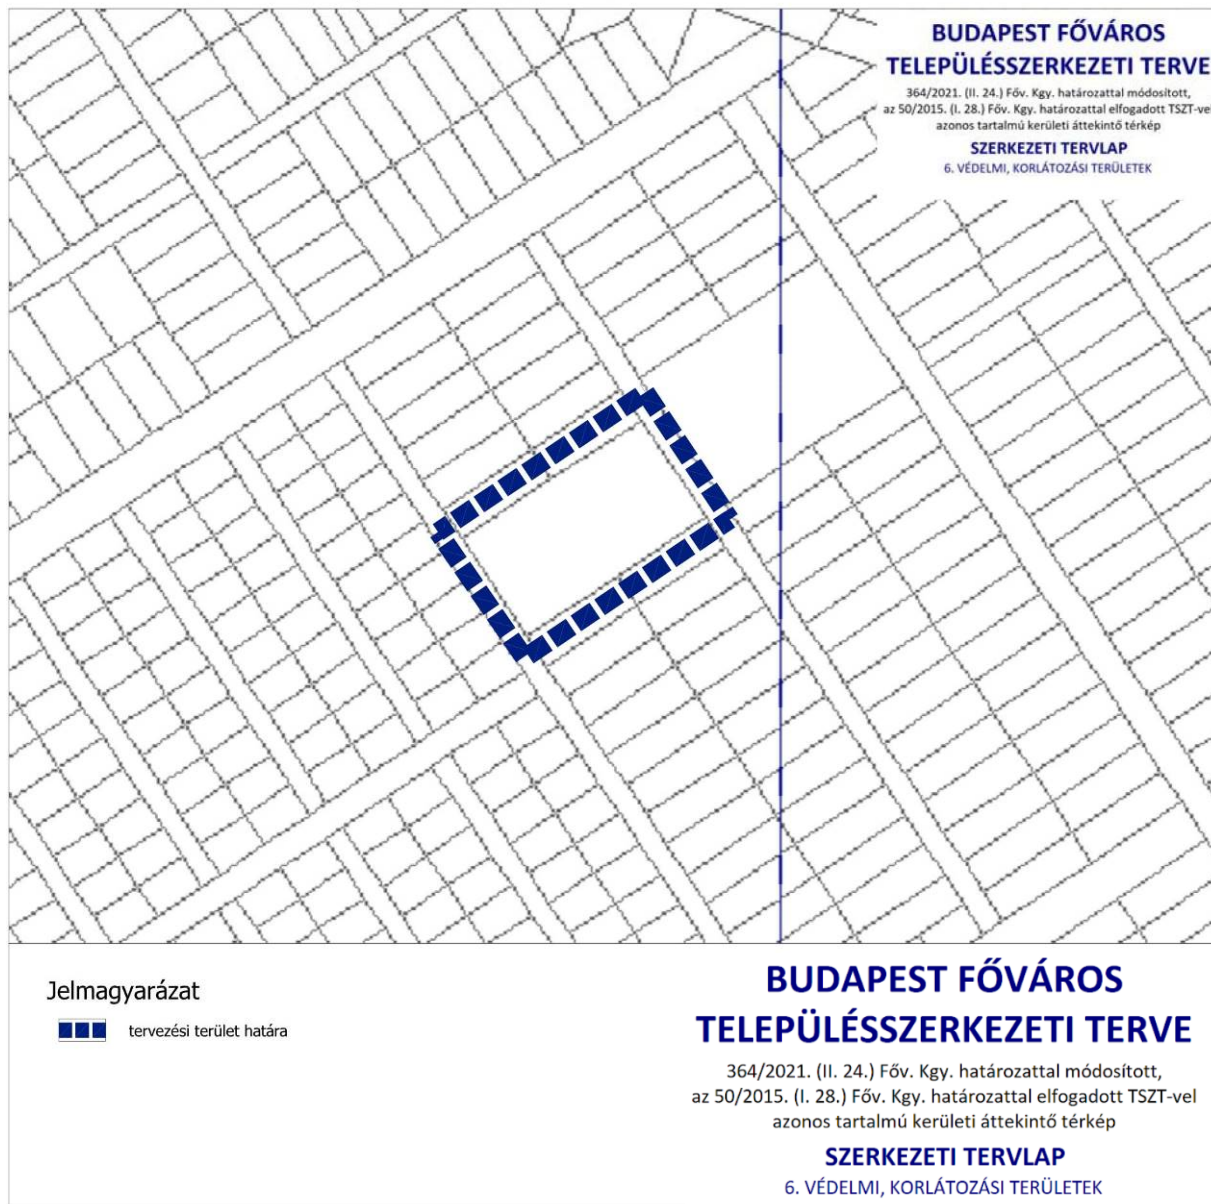 BUDAPEST FŐVÁROS
TELEPÜLÉSSZERKEZETI TERVE
364/2021. (II. 24.) Főv. Kgy. határozattal módosított,
az 50/2015. (I. 28.) Főv. Kgy. határozattal elfogadott TSZT-vel
azonos tartalmú kerületi áttekintő térkép
SZERKEZETI TERVLAP
6. VÉDELMI, KORLÁTOZÁSI TERÜLETEK
Jelmagyarázat
tervezési terület határa
BUDAPEST FŐVÁROS
TELEPÜLÉSSZERKEZETI TERVE
364/2021. (II. 24.) Főv. Kgy. határozattal módosított,
az 50/2015. (I. 28.) Főv. Kgy. határozattal elfogadott TSZT-vel
azonos tartalmú kerületi áttekintő térkép
SZERKEZETI TERVLAP
6. VÉDELMI, KORLÁTOZÁSI TERÜLETEK